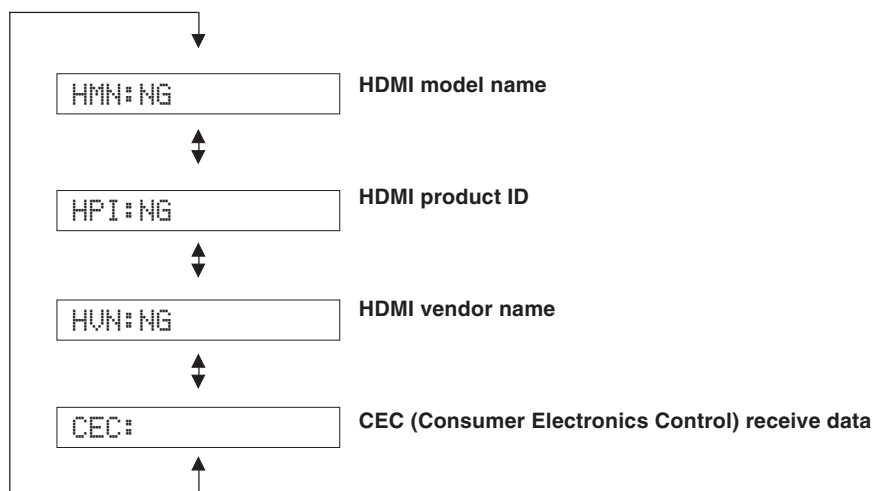 HMN:NG
HDMI model name
HPI:NG
HDMI product ID
HVN:NG
HDMI vendor name
CEC:
CEC (Consumer Electronics Control) receive data